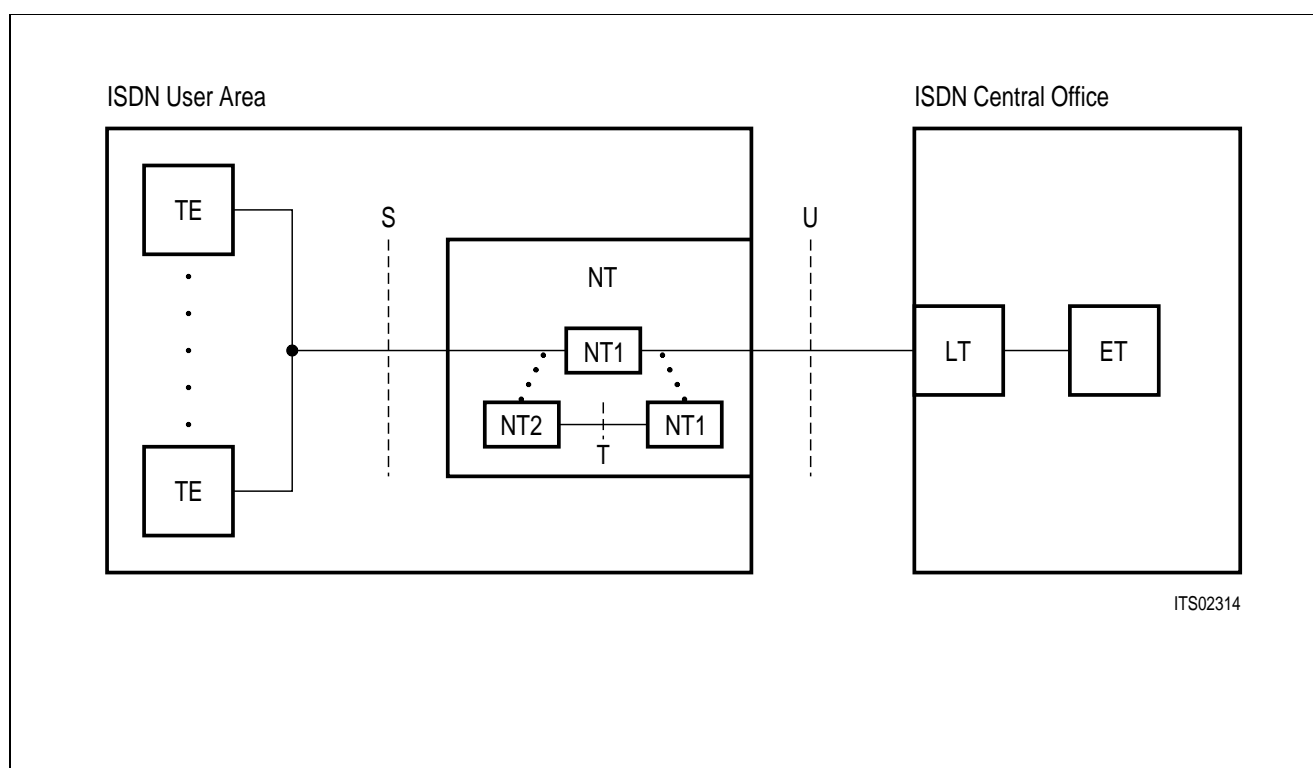 ISDN User Area
ISDN Central Office
TE
S
U
NT
NT1
LT
ET
NT2
T
NT1
TE
ITS02314